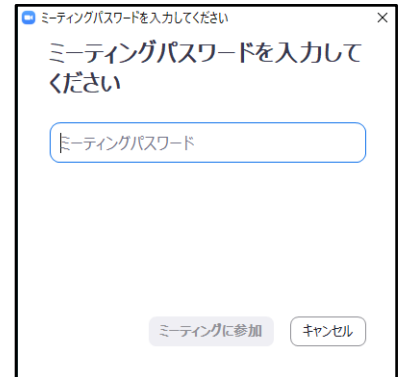 ミーティングパスワードを入力してください
ミーティングパスワードを入力して
ください
ミーティングパスワード
ミーティングに参加
キャンセル